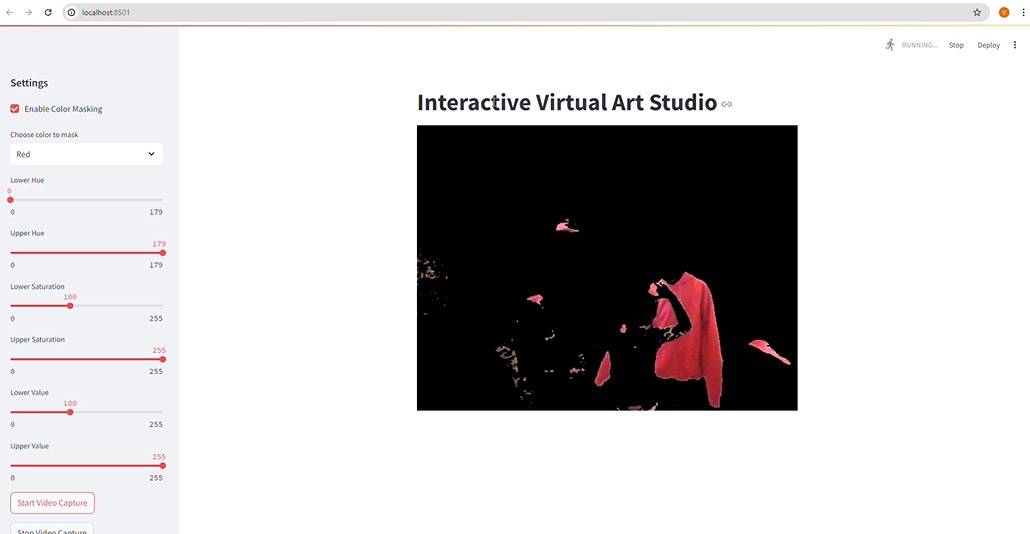 localhost:8501
V
RUNNING...
Stop
Deploy
Settings
Enable Color Masking
Choose color to mask
Red
Lower Hue
0
0 179
Upper Hue
179
0 179
Lower Saturation
100
0 255
Upper Saturation
255
0 255
Lower Value
100
0 255
Upper Value
255
0 255
Start Video Capture
Stop Video Capture
Interactive Virtual Art Studio